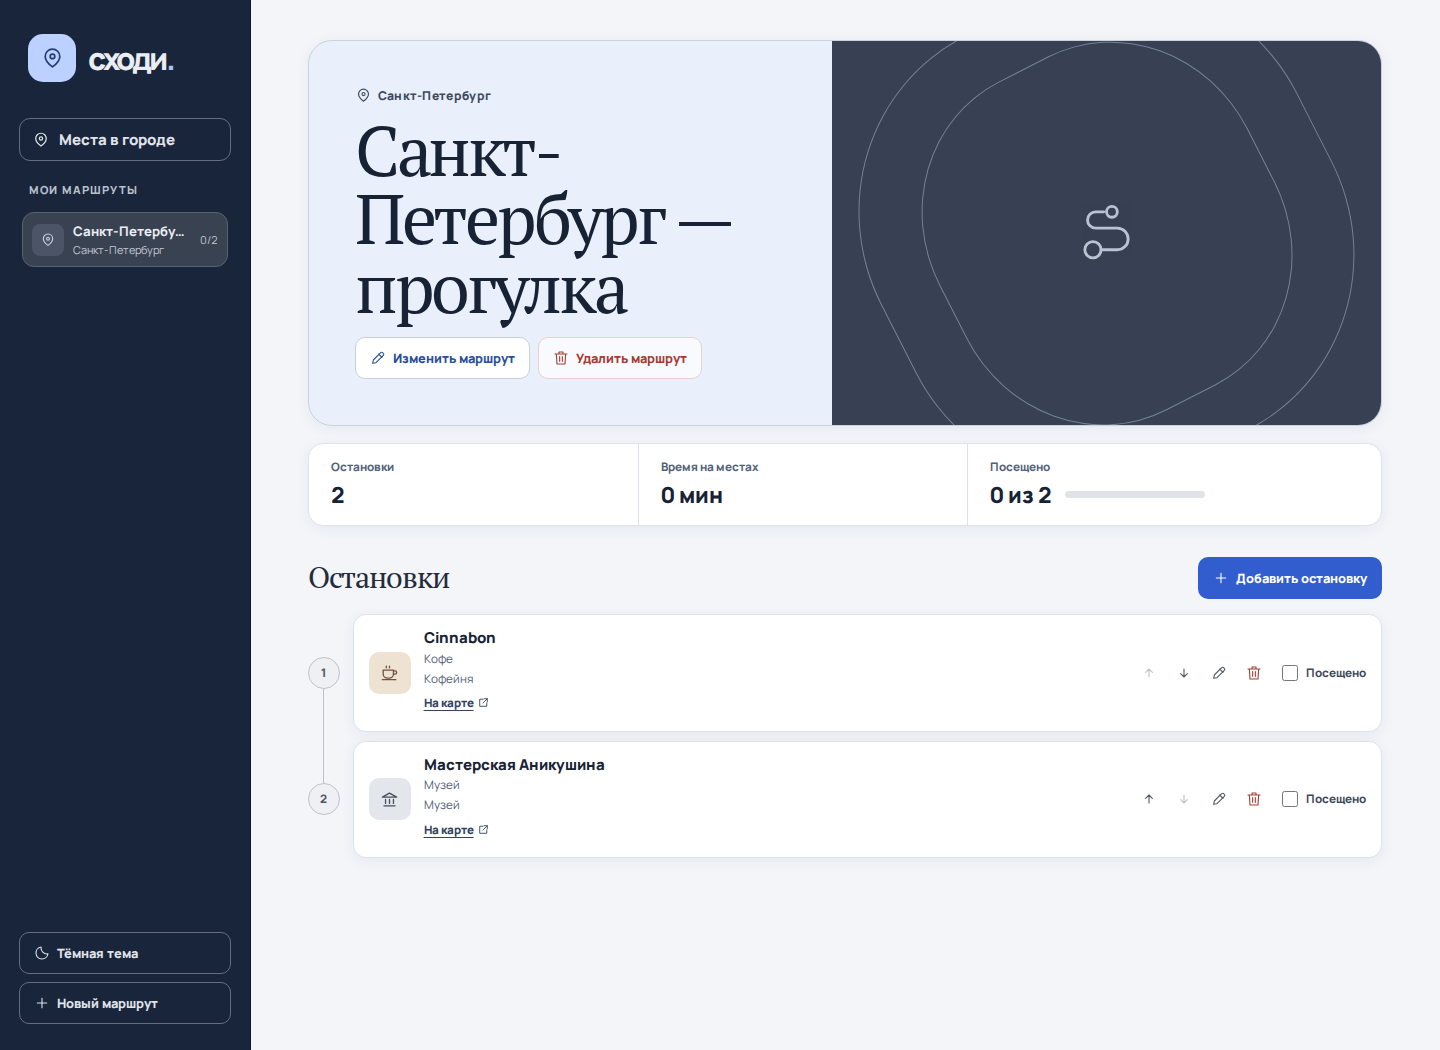 сходи.
Места в городе
МОИ МАРШРУТЫ
Санкт-Петербу...
Санкт-Петербург
0/2
Тёмная тема
Новый маршрут
Санкт-Петербург
Санкт-
Петербург —
прогулка
Изменить маршрут
Удалить маршрут
Остановки
2
Время на местах
0 мин
Посещено
0 из 2
Остановки
Добавить остановку
1
Cinnabon
Кофе
Кофейня
На карте
Посещено
2
Мастерская Аникушина
Музей
Музей
На карте
Посещено